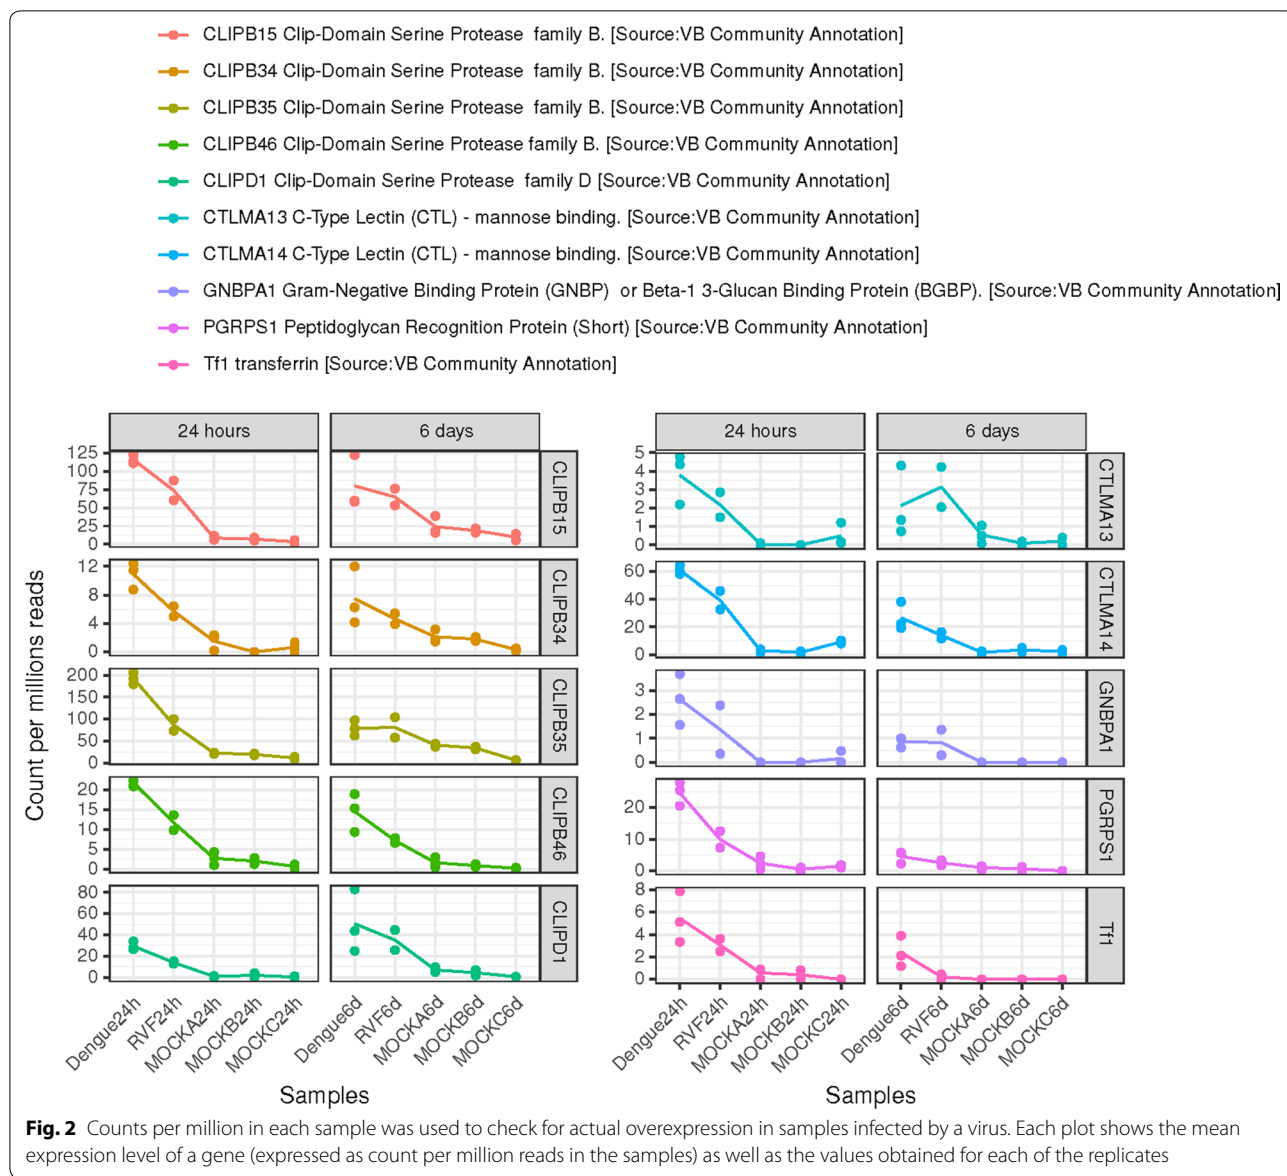 CLIPB15 Clip-Domain Serine Protease family B. [Source:VB Community Annotation]
CLIPB34 Clip-Domain Serine Protease family B. [Source:VB Community Annotation]
CLIPB35 Clip-Domain Serine Protease family B. [Source:VB Community Annotation]
CLIPB46 Clip-Domain Serine Protease family B. [Source:VB Community Annotation]
CLIPD1 Clip-Domain Serine Protease family D [Source:VB Community Annotation]
CTLMA13 C-Type Lectin (CTL) - mannose binding. [Source:VB Community Annotation]
CTLMA14 C-Type Lectin (CTL) - mannose binding. [Source:VB Community Annotation]
GNBPA1 Gram-Negative Binding Protein (GNBP) or Beta-1 3-Glucan Binding Protein (BGBP). [Source:VB Community Annotation]
PGRPS1 Peptidoglycan Recognition Protein (Short) [Source:VB Community Annotation]
Tf1 transferrin [Source:VB Community Annotation]
Count per millions reads
24 hours
6 days
125
100
75
50
25
0
CLIPB15
12
8
4
0
CLIPB34
200
150
100
50
0
CLIPB35
20
15
10
5
0
CLIPB46
80
60
40
20
0
CLIPD1
Dengue24h
RVF24h
MOCKA24h
MOCKB24h
MOCKC24h
Dengue6d
RVF6d
MOCKA6d
MOCKB6d
MOCKC6d
Samples
24 hours
6 days
5
4
3
2
1
0
CTLMA13
60
40
20
0
CTLMA14
3
2
1
0
GNBPA1
20
10
0
PGRPS1
8
6
4
2
0
Tf1
Dengue24h
RVF24h
MOCKA24h
MOCKB24h
MOCKC24h
Dengue6d
RVF6d
MOCKA6d
MOCKB6d
MOCKC6d
Samples
Fig. 2 Counts per million in each sample was used to check for actual overexpression in samples infected by a virus. Each plot shows the mean
expression level of a gene (expressed as count per million reads in the samples) as well as the values obtained for each of the replicates